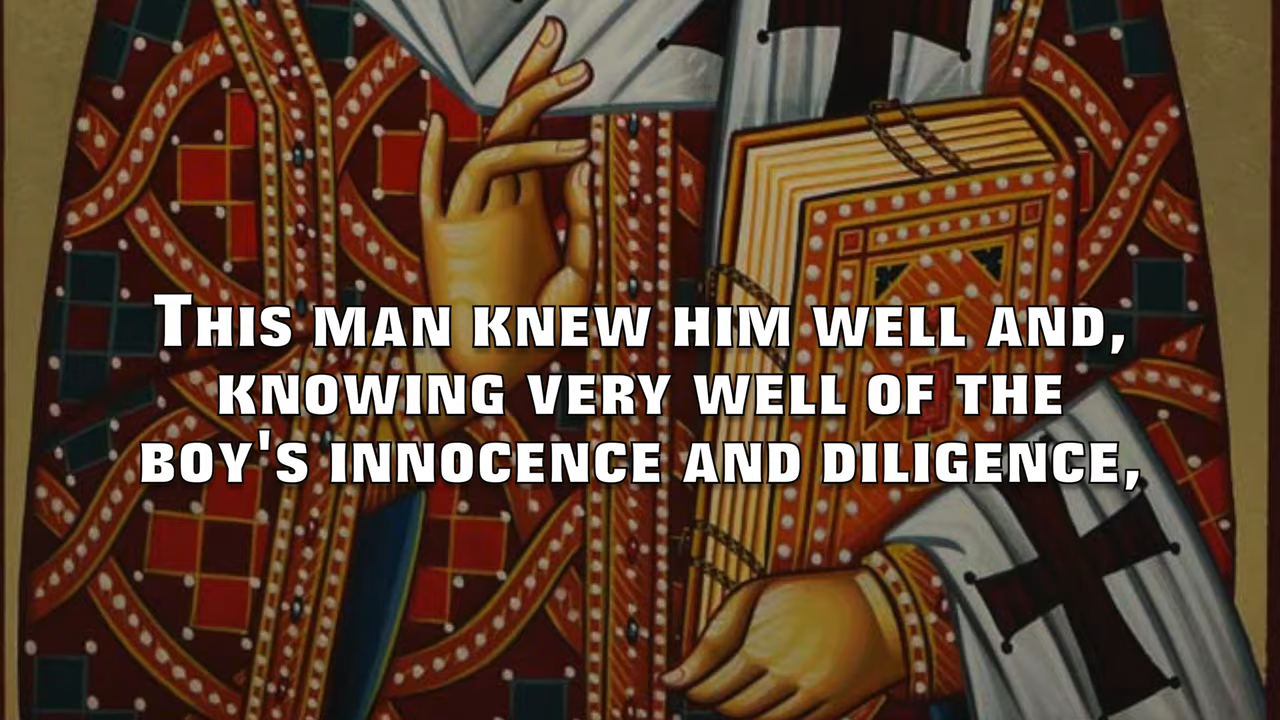 This man knew him well and,
knowing very well of the
boy's innocence and diligence,